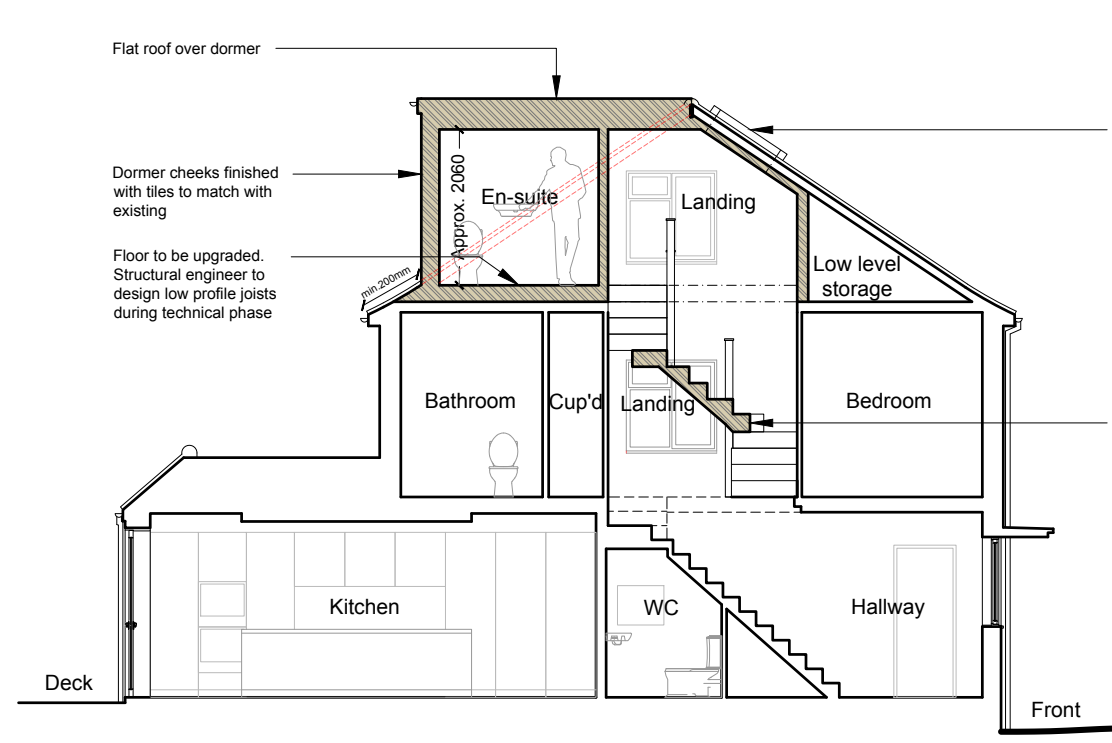 Flat roof over dormer
Dormer cheeks finished
with tiles to match with
existing
Floor to be upgraded.
Structural engineer to
design low profile joists
during technical phase
min.200mm
Approx. 2060
En-suite
Landing
Low level
storage
Bathroom
Cup'd
Landing
Bedroom
Kitchen
WC
Hallway
Deck
Front